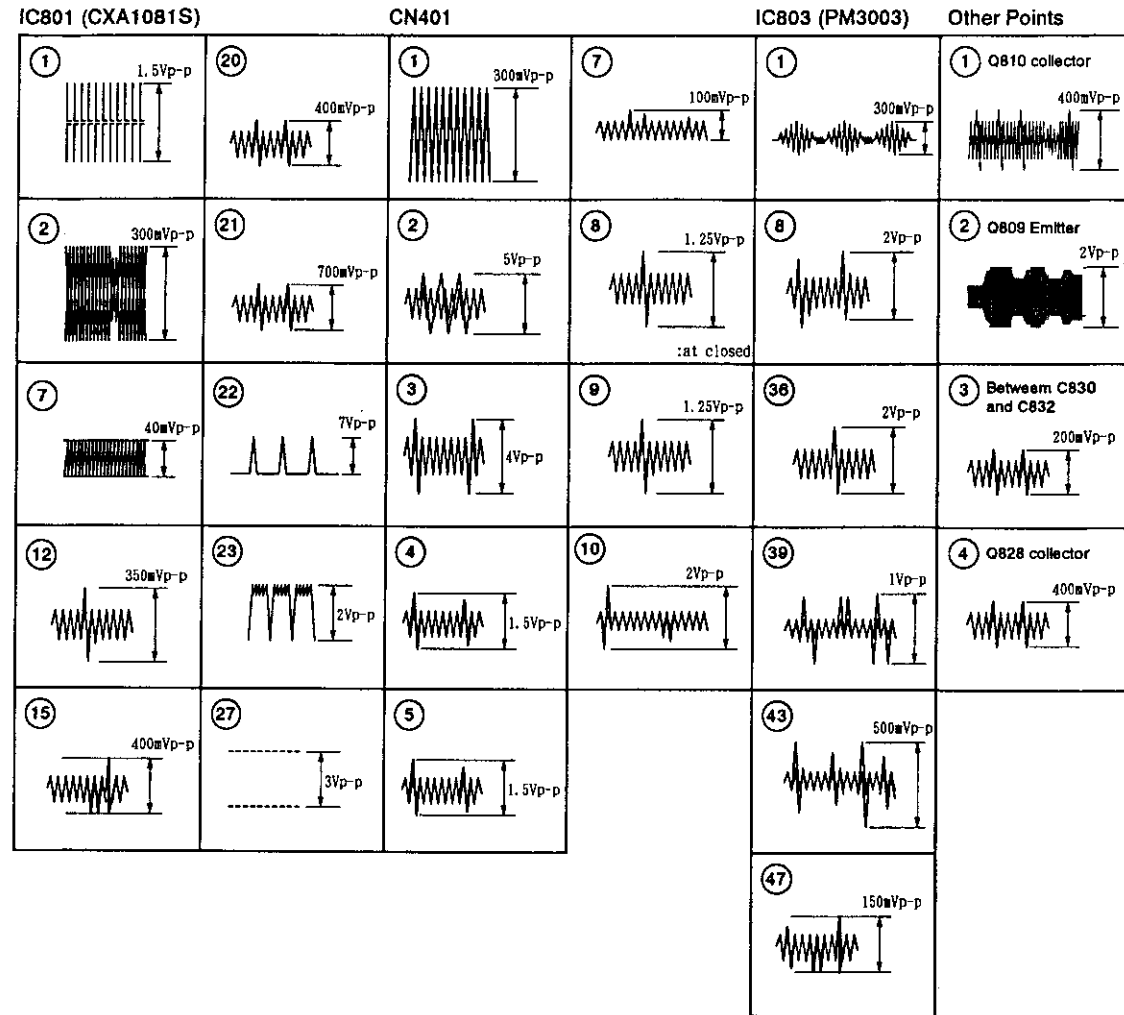 IC801 (CXA1081S)
CN401
IC803 (PM3003)
Other Points
1
1.5Vp-p
20
400mVp-p
1
300mVp-p
7
100mVp-p
1
300mVp-p
1 Q810 collector
400mVp-p
2
300mVp-p
21
700mVp-p
2
5Vp-p
8
1.25Vp-p
:at closed
8
2Vp-p
2 Q809 Emitter
2Vp-p
7
40mVp-p
22
7Vp-p
3
4Vp-p
9
1.25Vp-p
36
2Vp-p
3 Betweem C830
and C832
200mVp-p
12
350mVp-p
23
2Vp-p
4
1.5Vp-p
10
2Vp-p
39
1Vp-p
4 Q828 collector
400mVp-p
15
400mVp-p
27
3Vp-p
5
1.5Vp-p
43
500mVp-p
47
150mVp-p